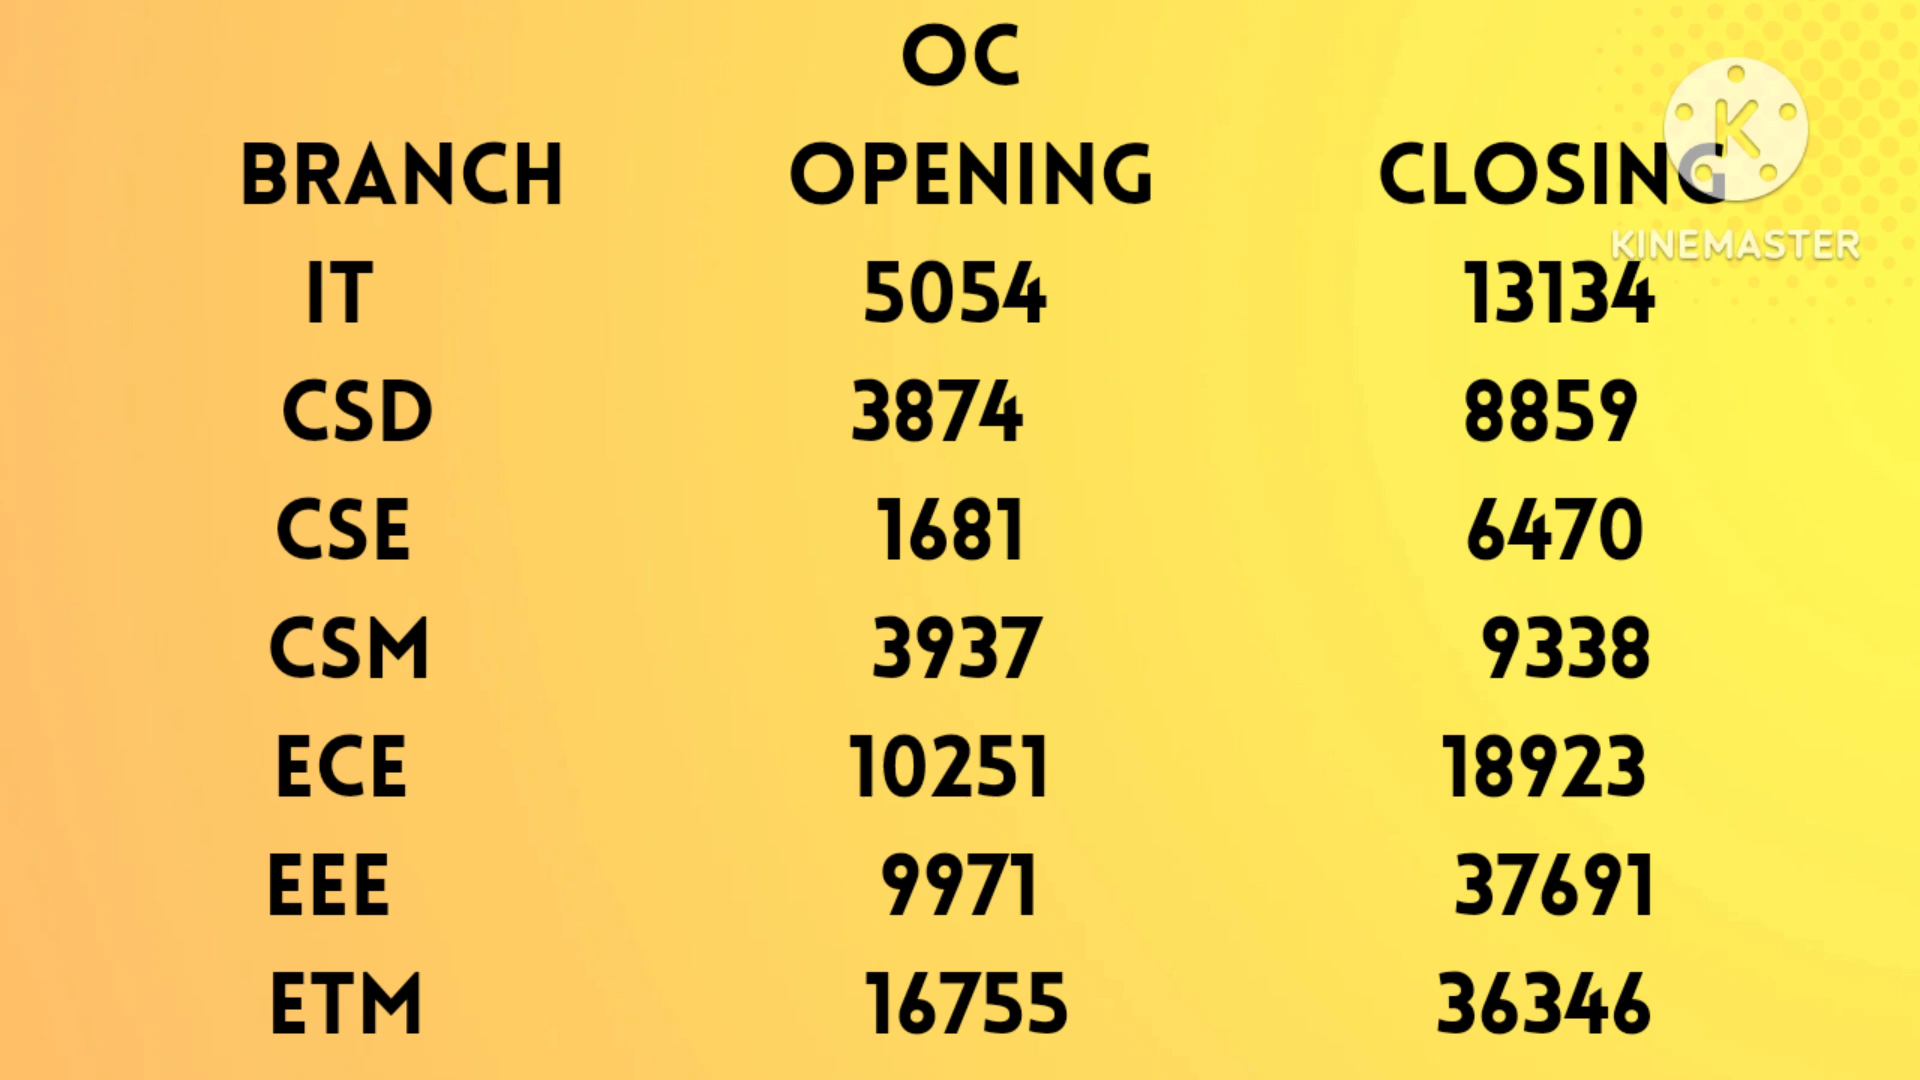 OC
BRANCH OPENING CLOSING
KINEMASTER
IT 5054 13134
CSD 3874 8859
CSE 1681 6470
CSM 3937 9338
ECE 10251 18923
EEE 9971 37691
ETM 16755 36346